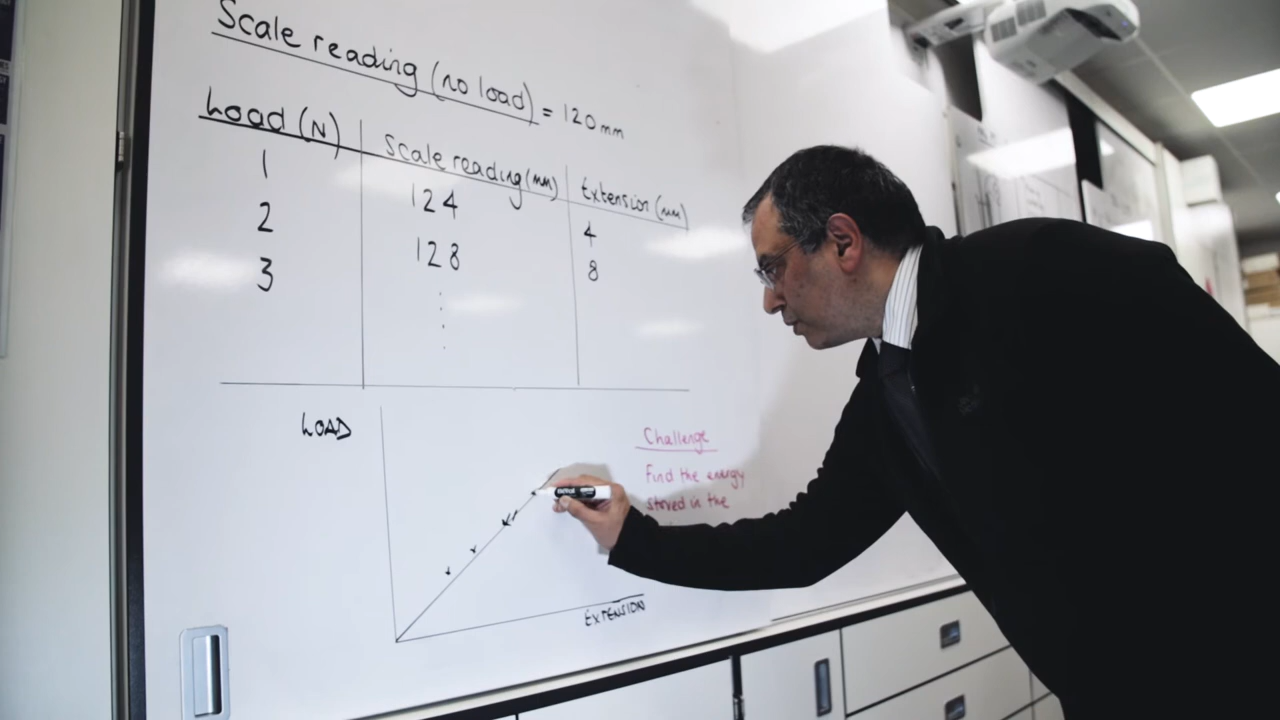 Scale reading (no load) = 120 mm
Load (N) Scale reading (mm) Extension (mm)
1 124 4
2 128 8
3
LOAD
EXTENSION
Challenge
Find the energy
stored in the